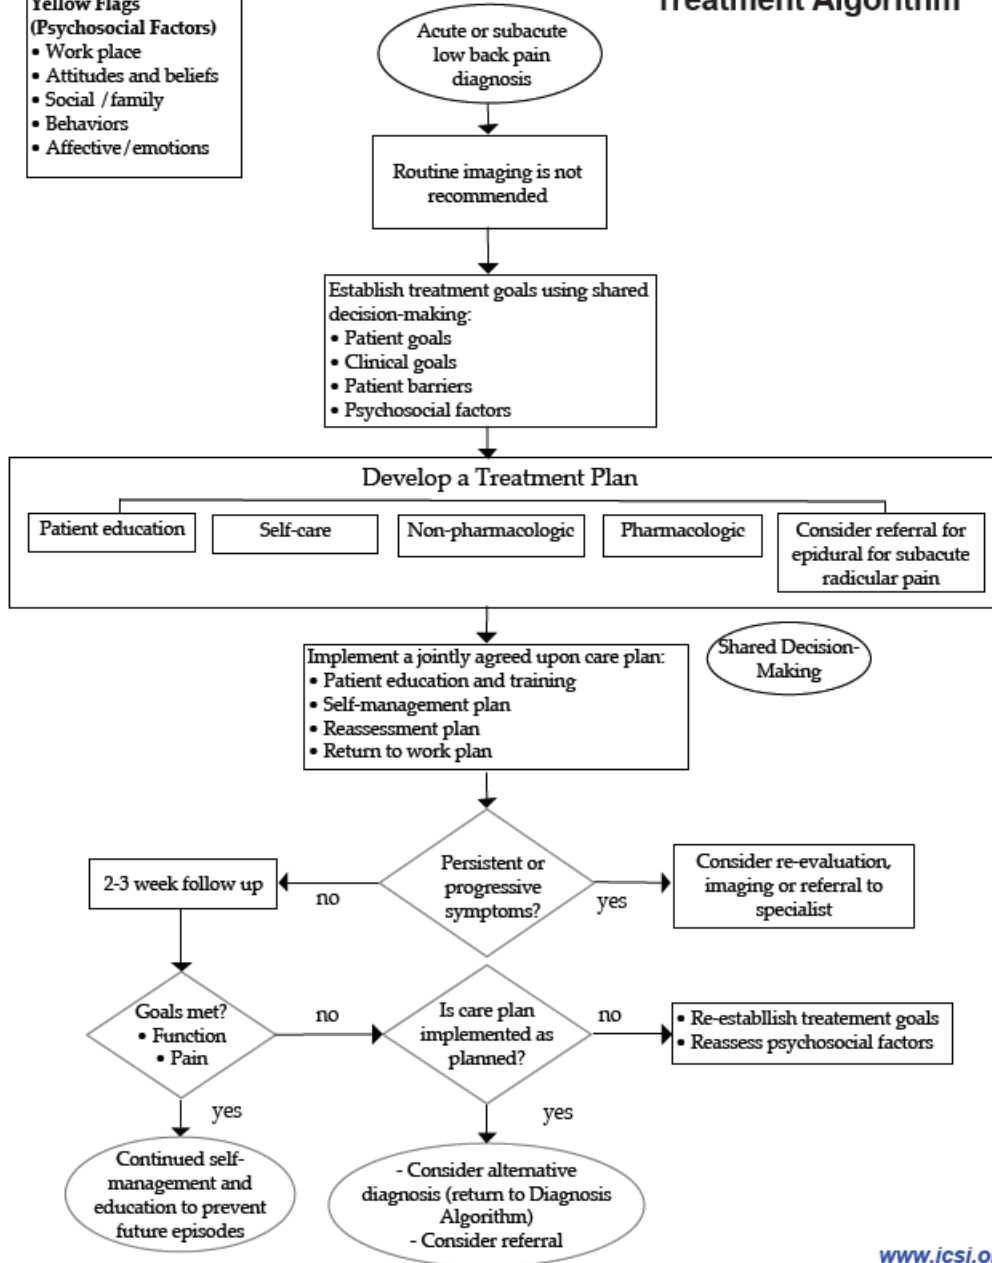 Treatment Algorithm
Yellow Flags
(Psychosocial Factors)
• Work place
• Attitudes and beliefs
• Social / family
• Behaviors
• Affective/emotions
Acute or subacute
low back pain
diagnosis
Routine imaging is not
recommended
Establish treatment goals using shared
decision-making:
• Patient goals
• Clinical goals
• Patient barriers
• Psychosocial factors
Develop a Treatment Plan
Patient education
Self-care
Non-pharmacologic
Pharmacologic
Consider referral for
epidural for subacute
radicular pain
Implement a jointly agreed upon care plan:
• Patient education and training
• Self-management plan
• Reassessment plan
• Return to work plan
Shared Decision-
Making
Persistent or
progressive
symptoms?
no
yes
2-3 week follow up
Consider re-evaluation,
imaging or referral to
specialist
Goals met?
• Function
• Pain
no
Is care plan
implemented as
planned?
no
• Re-establlish treatement goals
• Reassess psychosocial factors
yes
yes
Continued self-
management and
education to prevent
future episodes
- Consider alternative
diagnosis (return to Diagnosis
Algorithm)
- Consider referral
www.icsi.o